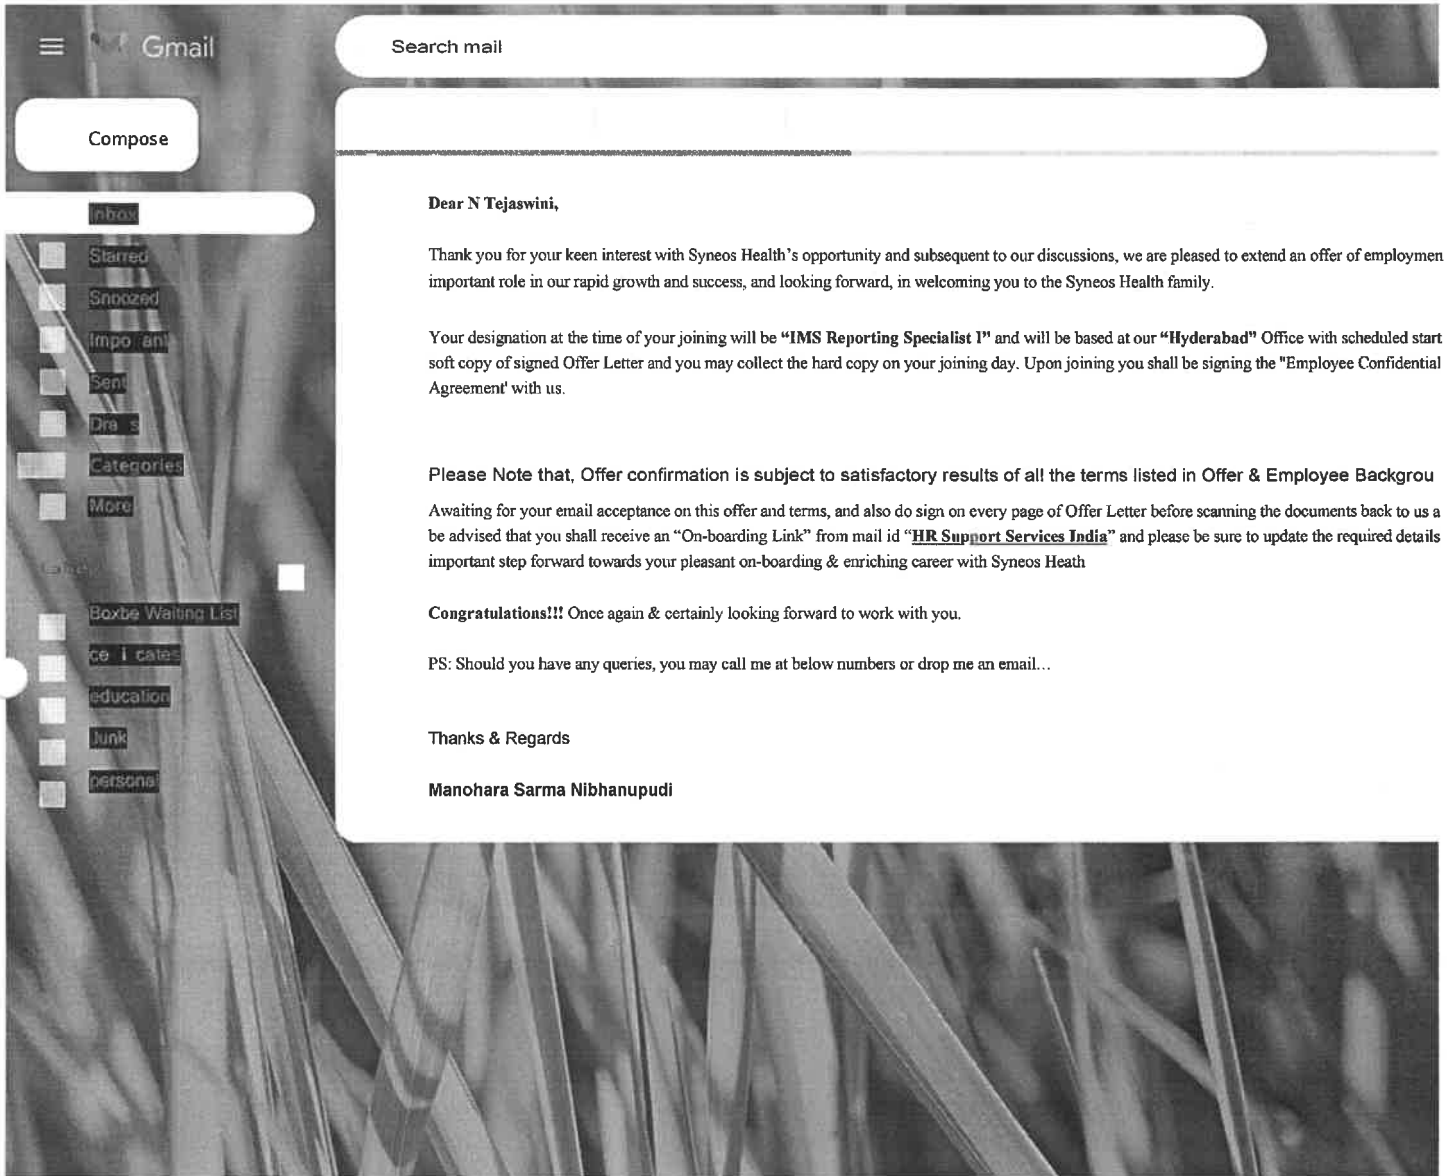 Gmail
Search mail
Compose
Inbox
Starred
Snoozed
Impo ant
Sent
Dra s
Categories
More
Boxbe Waiting List
ce i cates
education
Junk
personal
Dear N Tejaswini,
Thank you for your keen interest with Syneos Health's opportunity and subsequent to our discussions, we are pleased to extend an offer of employmen
important role in our rapid growth and success, and looking forward, in welcoming you to the Syneos Health family.
Your designation at the time of your joining will be “IMS Reporting Specialist I” and will be based at our “Hyderabad” Office with scheduled start
soft copy of signed Offer Letter and you may collect the hard copy on your joining day. Upon joining you shall be signing the "Employee Confidential
Agreement' with us.
Please Note that, Offer confirmation is subject to satisfactory results of all the terms listed in Offer & Employee Backgrou
Awaiting for your email acceptance on this offer and terms, and also do sign on every page of Offer Letter before scanning the documents back to us a
be advised that you shall receive an “On-boarding Link” from mail id “HR Support Services India” and please be sure to update the required details
important step forward towards your pleasant on-boarding & enriching career with Syneos Heath
Congratulations!!! Once again & certainly looking forward to work with you.
PS: Should you have any queries, you may call me at below numbers or drop me an email…
Thanks & Regards
Manohara Sarma Nibhanupudi